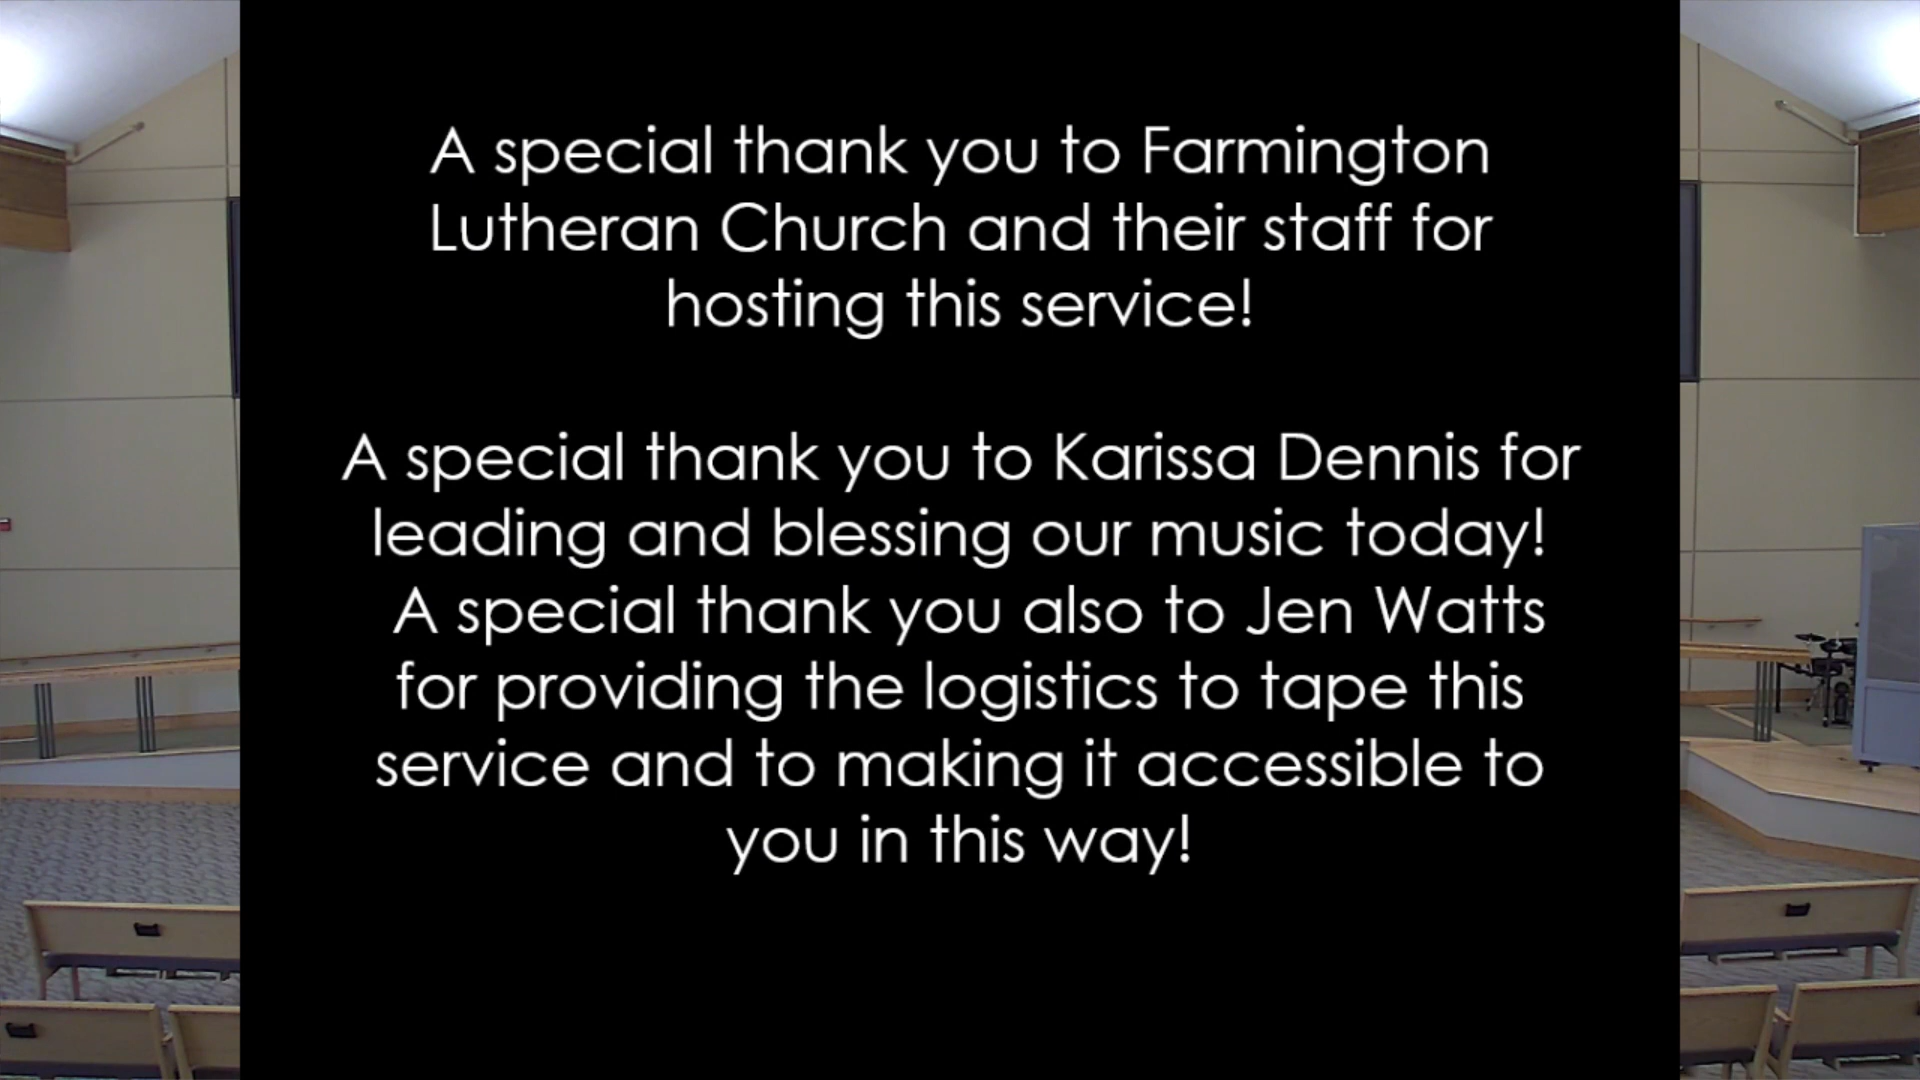 A special thank you to Farmington
Lutheran Church and their staff for
hosting this service!
A special thank you to Karissa Dennis for
leading and blessing our music today!
A special thank you also to Jen Watts
for providing the logistics to tape this
service and to making it accessible to
you in this way!